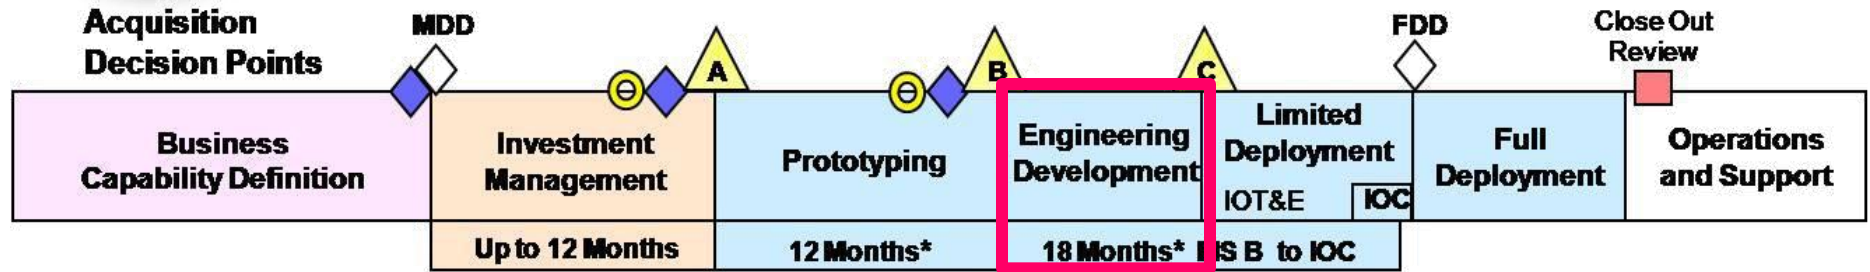 Acquisition
Decision Points
MDD
A
B
C
FDD
Close Out
Review
Business
Capability Definition
Investment
Management
Prototyping
Engineering
Development
Limited
Deployment
IOT&E
IOC
Full
Deployment
Operations
and Support
Up to 12 Months
12 Months*
18 Months* MS B to IOC